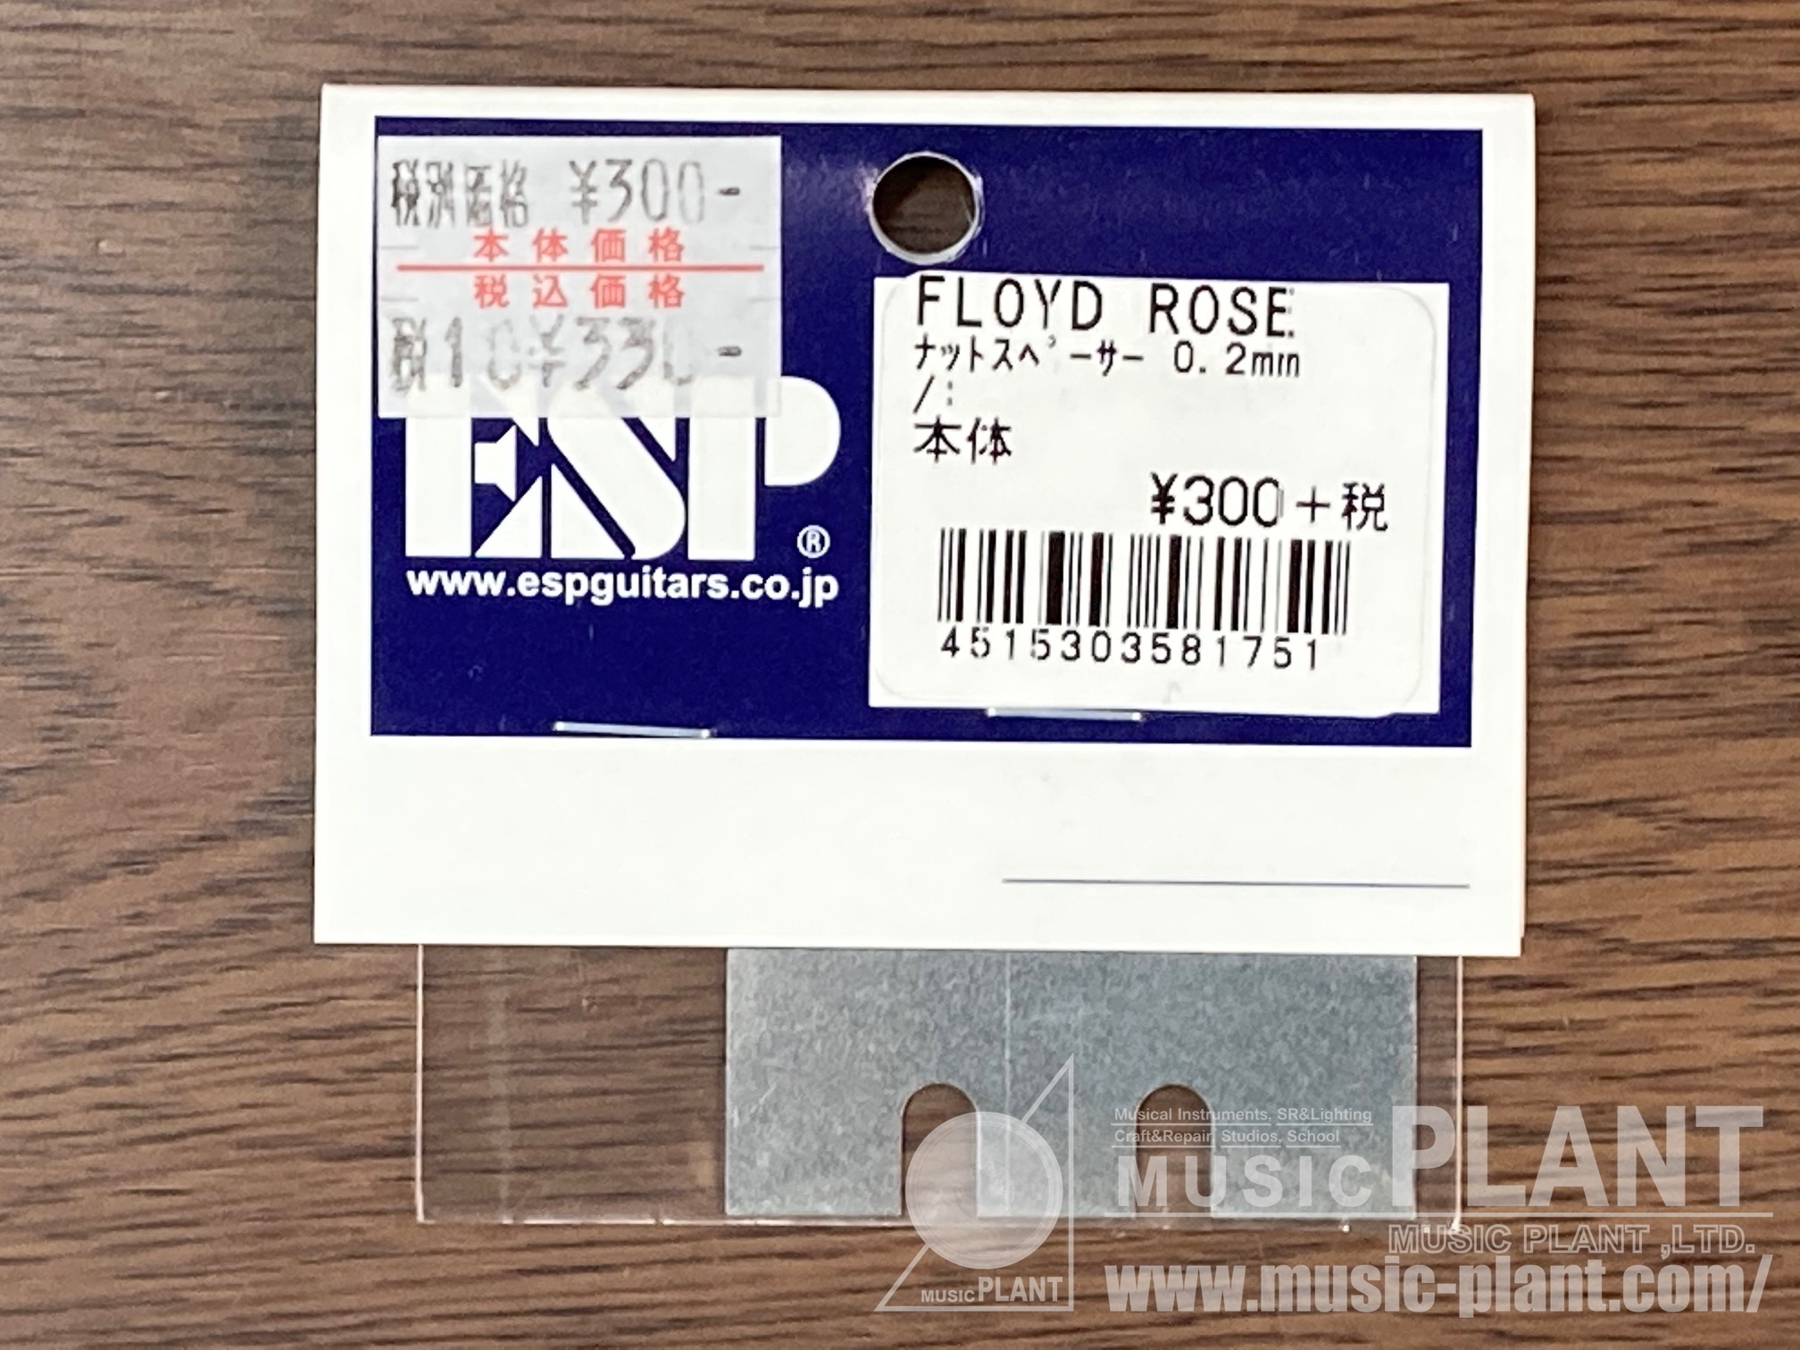 税別価格 ¥300-
本体価格
税込価格
税10 ¥330-
ESP®
www.espguitars.co.jp
FLOYD ROSE
ナットスペーサー 0.2mm
/:
本体
¥300+税
4515303581751
Musical Instruments, SR&Lighting
Craft&Repair, Studios, School
MUSIC PLANT
MUSIC PLANT ,LTD.
MUSIC PLANT
www.music-plant.com/